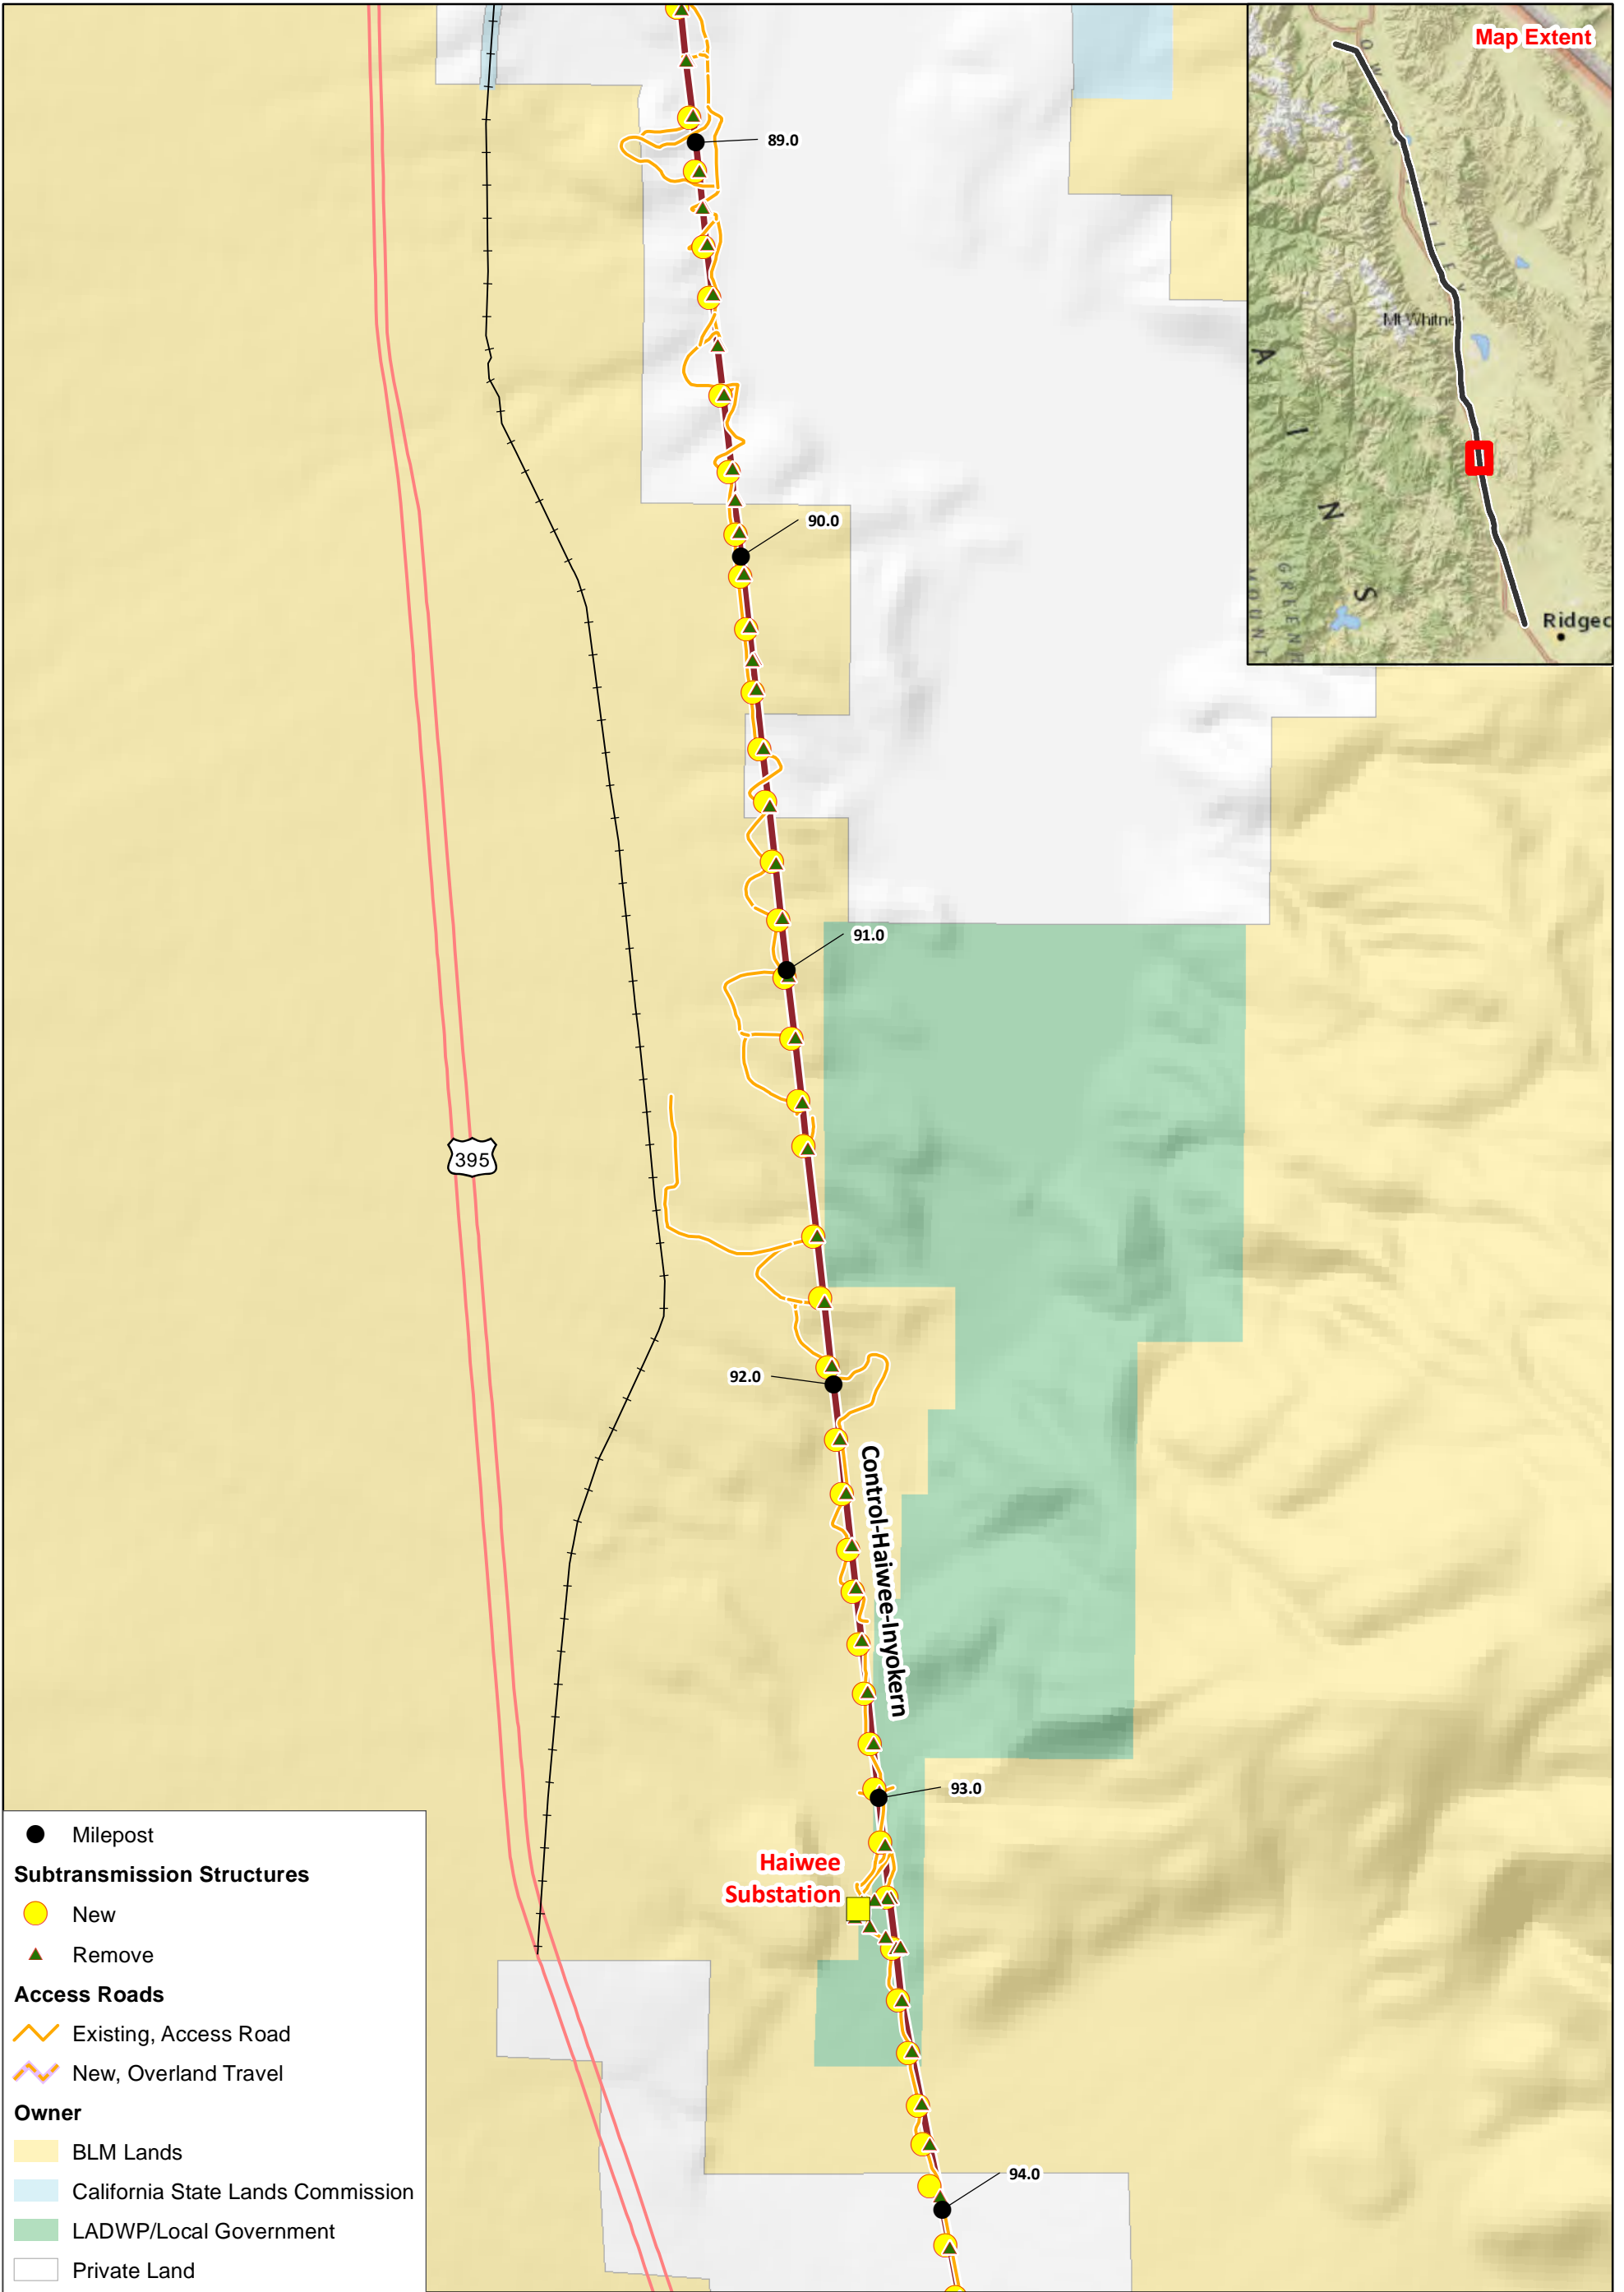 Map Extent
OWENS VALLEY
Mt Whitney
Ridgec
89.0
90.0
91.0
395
92.0
Control-Haiwee-Inyokern
93.0
Haiwee
Substation
94.0
Milepost
Subtransmission Structures
New
Remove
Access Roads
Existing, Access Road
New, Overland Travel
Owner
BLM Lands
California State Lands Commission
LADWP/Local Government
Private Land